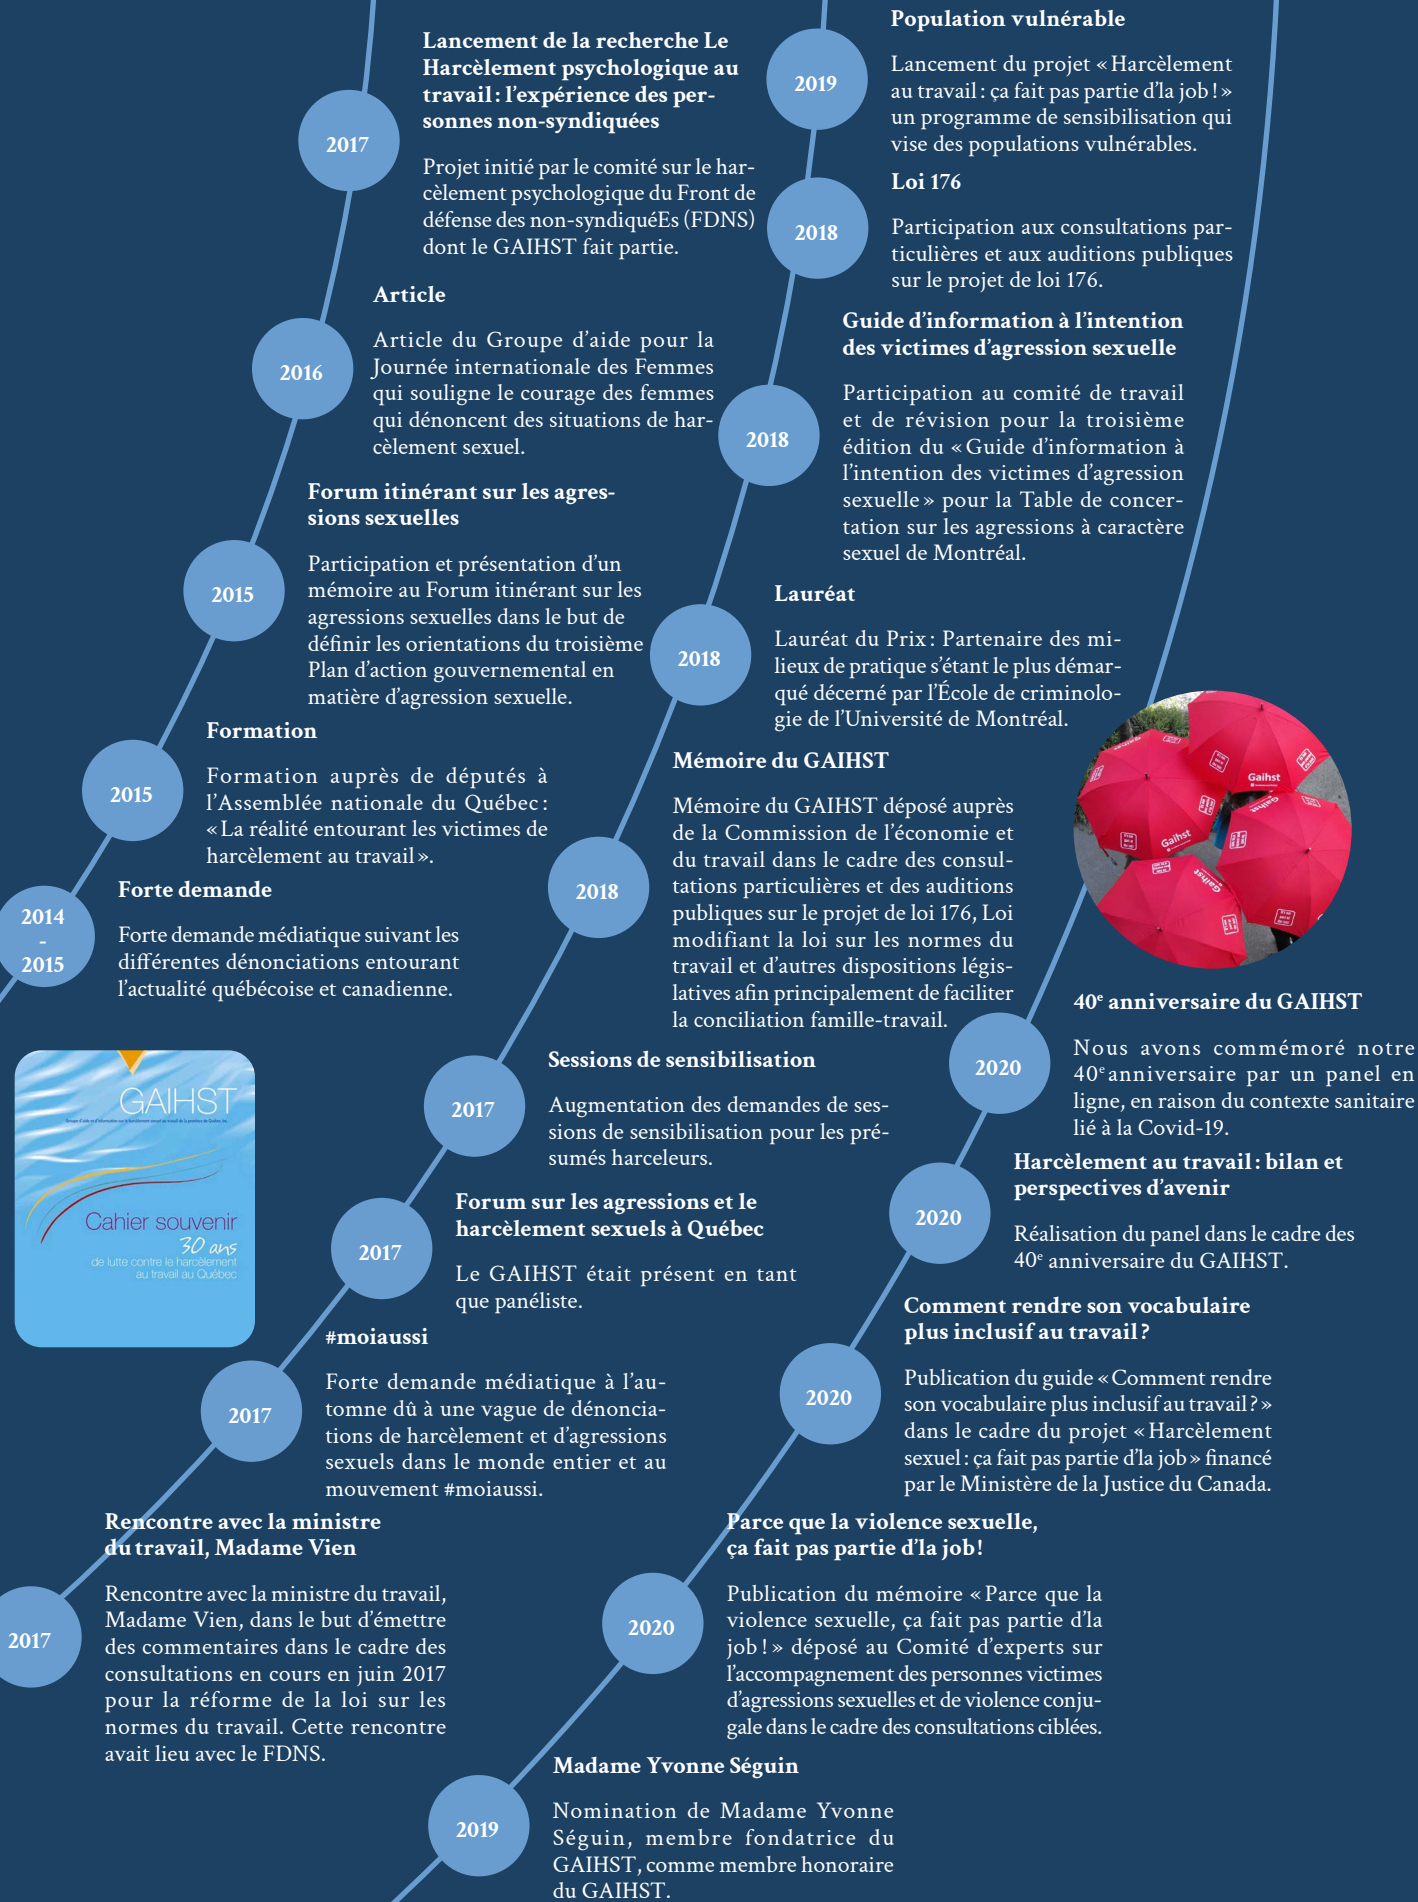 2017
Lancement de la recherche Le
Harcèlement psychologique au
travail : l’expérience des per-
sonnes non-syndiquées
Projet initié par le comité sur le har-
cèlement psychologique du Front de
défense des non-syndiquéEs (FDNS)
dont le GAIHST fait partie.
2016
Article
Article du Groupe d’aide pour la
Journée internationale des Femmes
qui souligne le courage des femmes
qui dénoncent des situations de har-
cèlement sexuel.
2015
Forum itinérant sur les agres-
sions sexuelles
Participation et présentation d’un
mémoire au Forum itinérant sur les
agressions sexuelles dans le but de
définir les orientations du troisième
Plan d’action gouvernemental en
matière d’agression sexuelle.
2015
Formation
Formation auprès de députés à
l’Assemblée nationale du Québec :
« La réalité entourant les victimes de
harcèlement au travail ».
2014
-
2015
Forte demande
Forte demande médiatique suivant les
différentes dénonciations entourant
l’actualité québécoise et canadienne.
GAIHST
Cahier souvenir
30 ans
de lutte contre le harcèlement
au travail au Québec
2019
Population vulnérable
Lancement du projet « Harcèlement
au travail : ça fait pas partie d’la job ! »
un programme de sensibilisation qui
vise des populations vulnérables.
2018
Loi 176
Participation aux consultations par-
ticulières et aux auditions publiques
sur le projet de loi 176.
2018
Guide d’information à l’intention
des victimes d’agression sexuelle
Participation au comité de travail
et de révision pour la troisième
édition du « Guide d’information à
l’intention des victimes d’agression
sexuelle » pour la Table de concer-
tation sur les agressions à caractère
sexuel de Montréal.
2018
Lauréat
Lauréat du Prix : Partenaire des mi-
lieux de pratique s’étant le plus démar-
qué décerné par l’École de criminolo-
gie de l’Université de Montréal.
2018
Mémoire du GAIHST
Mémoire du GAIHST déposé auprès
de la Commission de l’économie et
du travail dans le cadre des consul-
tations particulières et des auditions
publiques sur le projet de loi 176, Loi
modifiant la loi sur les normes du
travail et d’autres dispositions légis-
latives afin principalement de faciliter
la conciliation famille-travail.
2017
Sessions de sensibilisation
Augmentation des demandes de ses-
sions de sensibilisation pour les pré-
sumés harceleurs.
2017
Forum sur les agressions et le
harcèlement sexuels à Québec
Le GAIHST était présent en tant
que panéliste.
2017
#moiaussi
Forte demande médiatique à l’au-
tomne dû à une vague de dénoncia-
tions de harcèlement et d’agressions
sexuels dans le monde entier et au
mouvement #moiaussi.
2017
Rencontre avec la ministre
du travail, Madame Vien
Rencontre avec la ministre du travail,
Madame Vien, dans le but d’émettre
des commentaires dans le cadre des
consultations en cours en juin 2017
pour la réforme de la loi sur les
normes du travail. Cette rencontre
avait lieu avec le FDNS.
Gaihst
Gaihst
Gaihst
Gaihst
2020
40e anniversaire du GAIHST
Nous avons commémoré notre
40e anniversaire par un panel en
ligne, en raison du contexte sanitaire
lié à la Covid-19.
2020
Harcèlement au travail : bilan et
perspectives d’avenir
Réalisation du panel dans le cadre des
40e anniversaire du GAIHST.
2020
Comment rendre son vocabulaire
plus inclusif au travail ?
Publication du guide « Comment rendre
son vocabulaire plus inclusif au travail ? »
dans le cadre du projet « Harcèlement
sexuel : ça fait pas partie d’la job » financé
par le Ministère de la Justice du Canada.
2020
Parce que la violence sexuelle,
ça fait pas partie d’la job !
Publication du mémoire « Parce que la
violence sexuelle, ça fait pas partie d’la
job ! » déposé au Comité d’experts sur
l’accompagnement des personnes victimes
d’agressions sexuelles et de violence conju-
gale dans le cadre des consultations ciblées.
2019
Madame Yvonne Séguin
Nomination de Madame Yvonne
Séguin, membre fondatrice du
GAIHST, comme membre honoraire
du GAIHST.